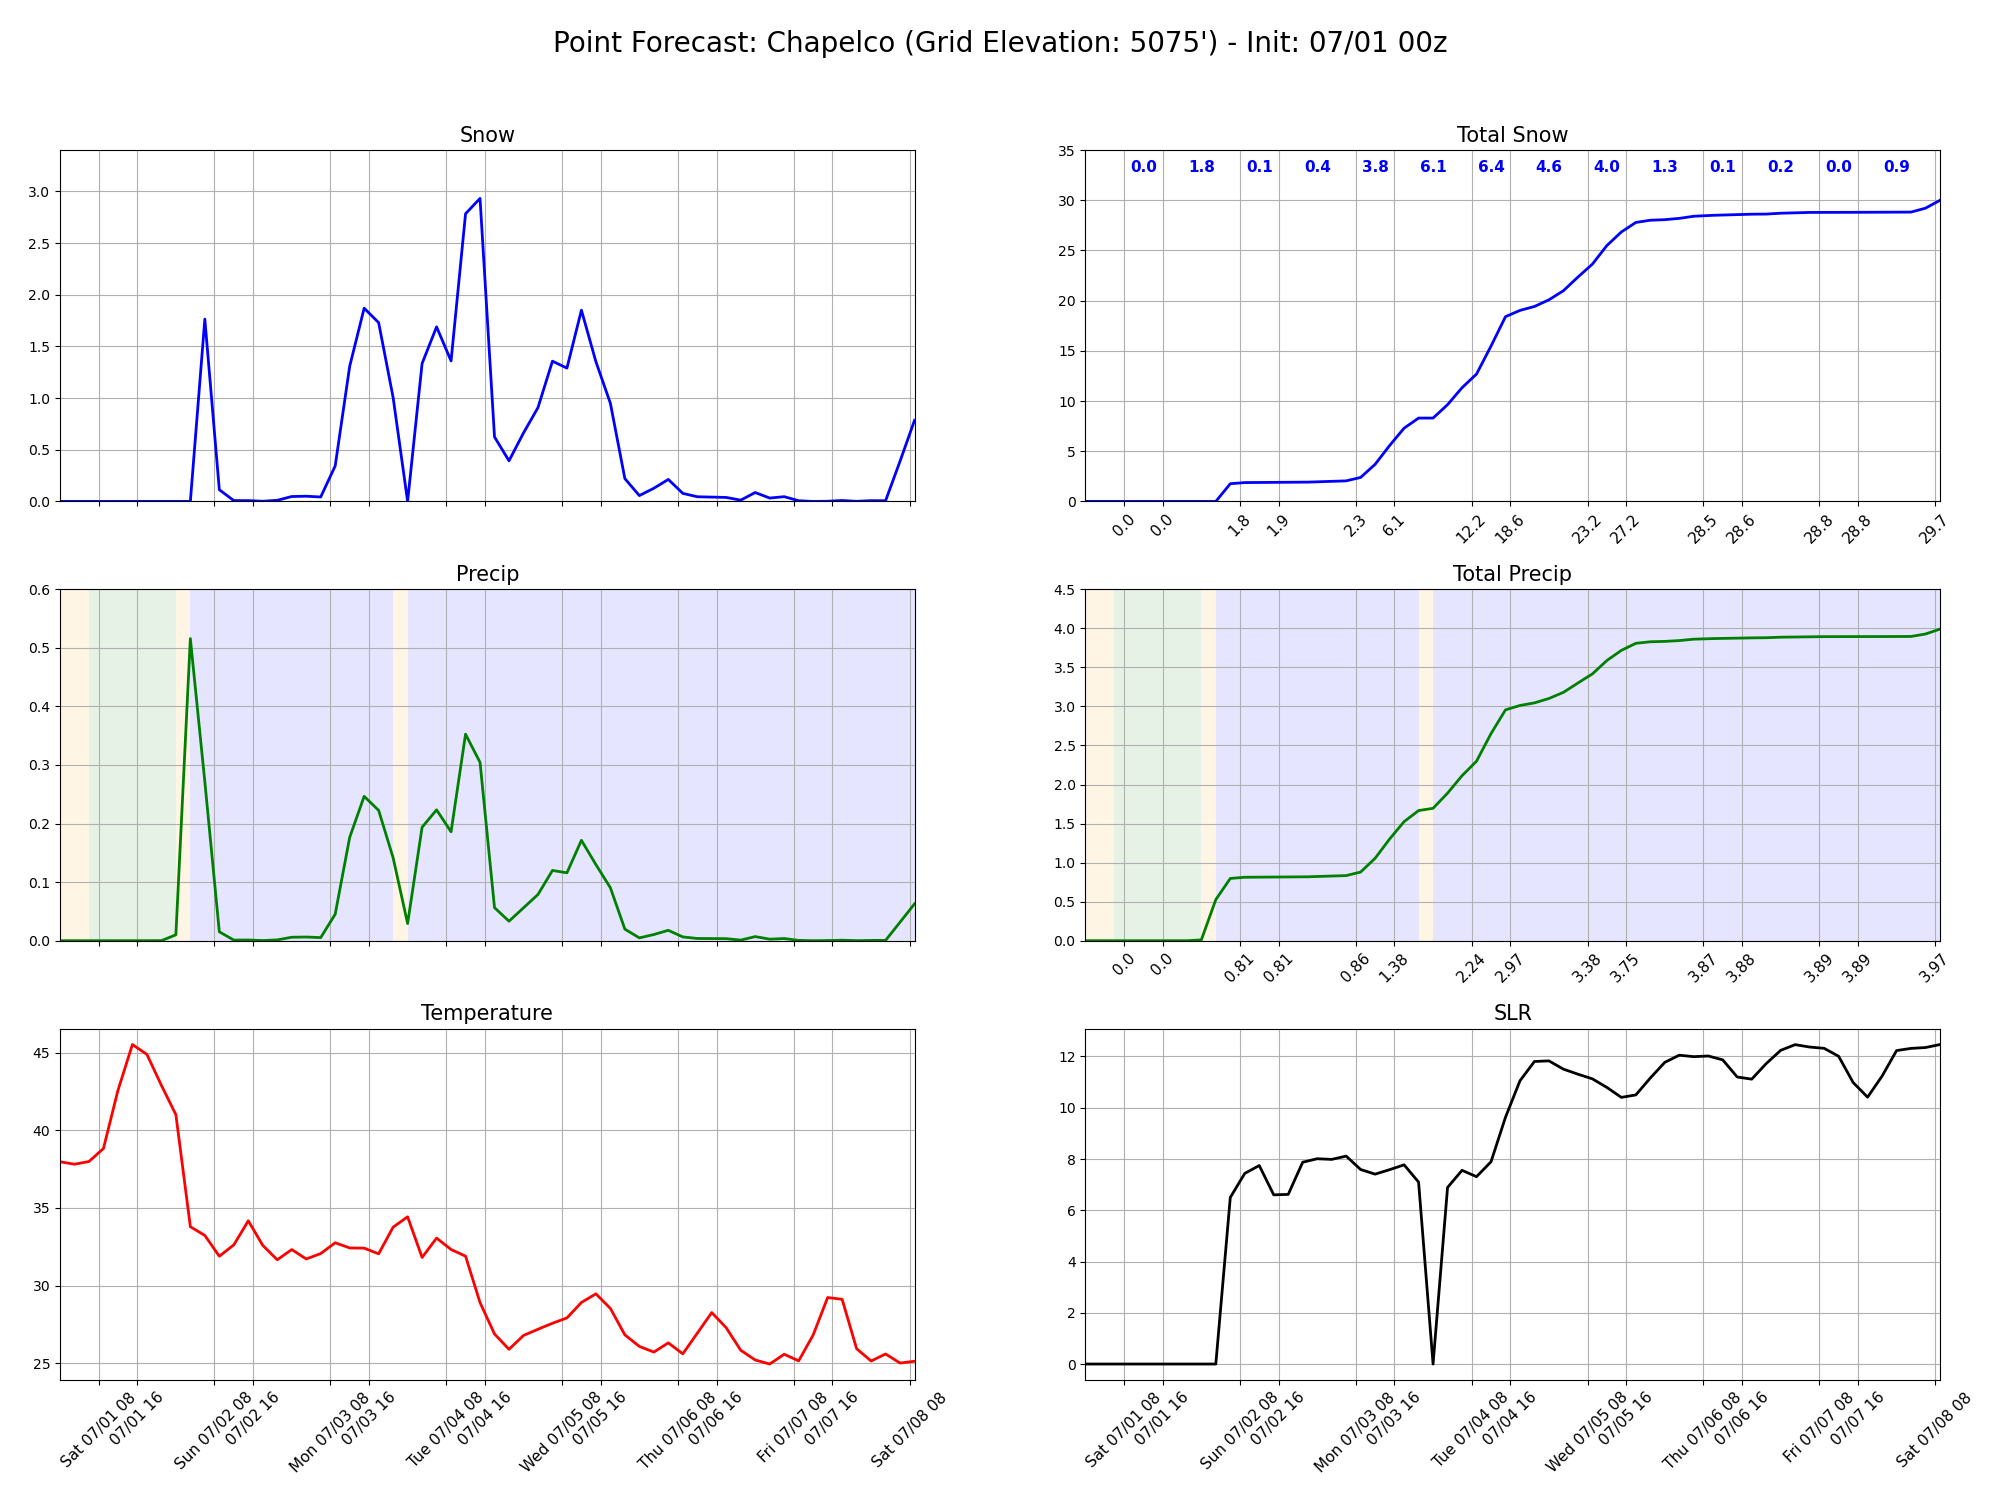 Point Forecast: Chapelco (Grid Elevation: 5075') - Init: 07/01 00z
Snow
3.0
2.5
2.0
1.5
1.0
0.5
0.0
Total Snow
0.0 1.8 0.1 0.4 3.8 6.1 6.4 4.6 4.0 1.3 0.1 0.2 0.0 0.9
35
30
25
20
15
10
5
0
0.0 0.0 1.8 1.9 2.3 6.1 12.2 18.6 23.2 27.2 28.5 28.6 28.8 28.8 29.7
Precip
0.6
0.5
0.4
0.3
0.2
0.1
0.0
Total Precip
4.5
4.0
3.5
3.0
2.5
2.0
1.5
1.0
0.5
0.0
0.0 0.0 0.81 0.81 0.86 1.38 2.24 2.97 3.38 3.75 3.87 3.88 3.89 3.89 3.97
Temperature
45
40
35
30
25
Sat 07/01 08
07/01 16
Sun 07/02 08
07/02 16
Mon 07/03 08
07/03 16
Tue 07/04 08
07/04 16
Wed 07/05 08
07/05 16
Thu 07/06 08
07/06 16
Fri 07/07 08
07/07 16
Sat 07/08 08
SLR
12
10
8
6
4
2
0
Sat 07/01 08
07/01 16
Sun 07/02 08
07/02 16
Mon 07/03 08
07/03 16
Tue 07/04 08
07/04 16
Wed 07/05 08
07/05 16
Thu 07/06 08
07/06 16
Fri 07/07 08
07/07 16
Sat 07/08 08